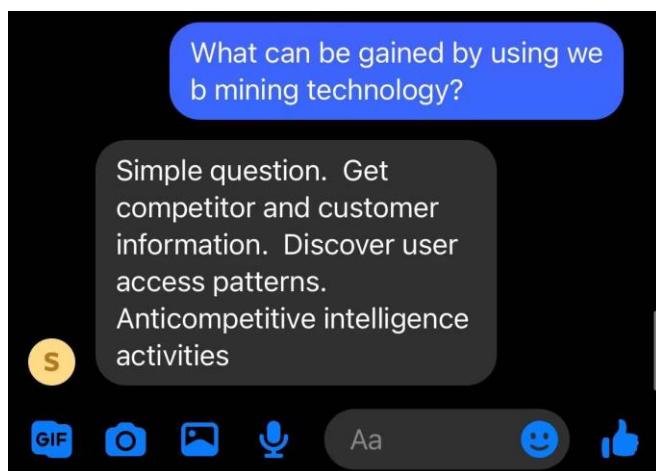 What can be gained by using we
b mining technology?
Simple question.  Get
competitor and customer
information.  Discover user
access patterns.
Anticompetitive intelligence
activities
S
GIF
Aa